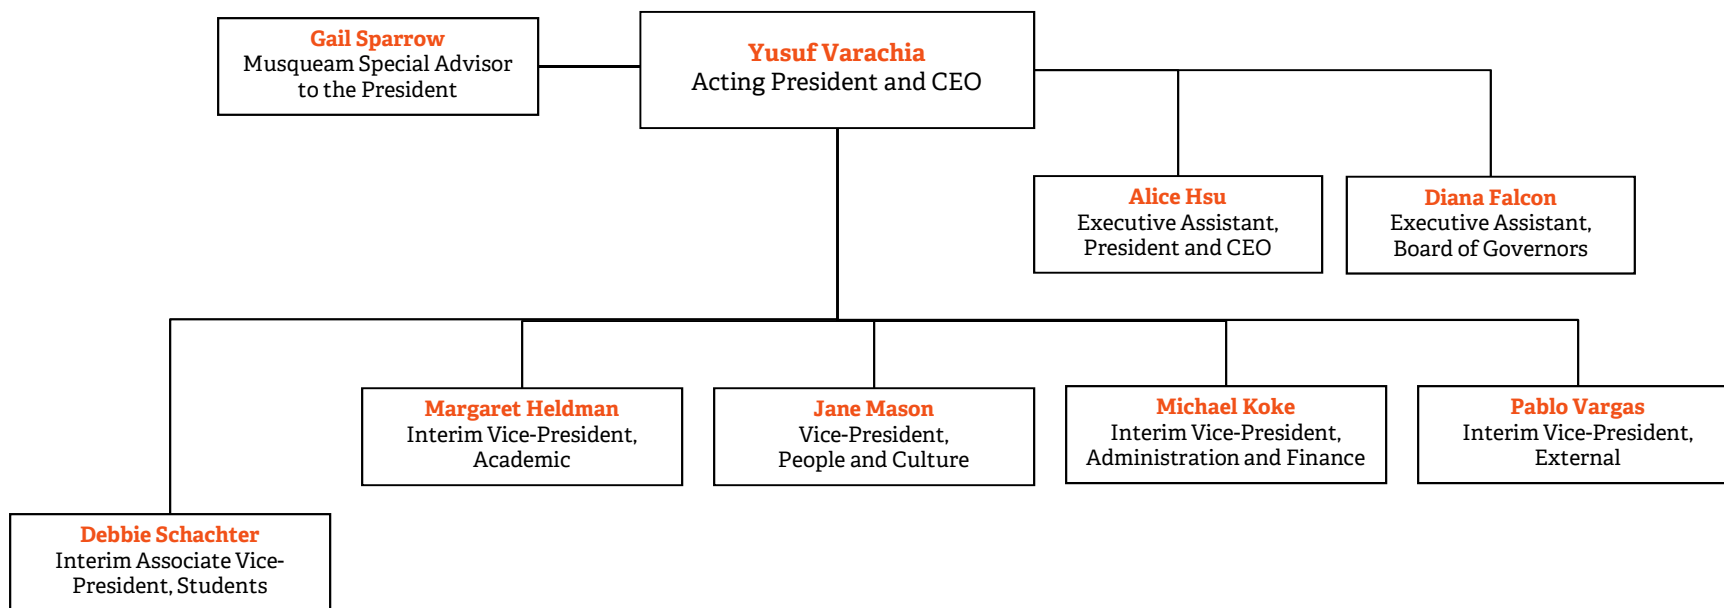 Gail Sparrow
Musqueam Special Advisor
to the President
Yusuf Varachia
Acting President and CEO
Alice Hsu
Executive Assistant,
President and CEO
Diana Falcon
Executive Assistant,
Board of Governors
Margaret Heldman
Interim Vice-President,
Academic
Jane Mason
Vice-President,
People and Culture
Michael Koke
Interim Vice-President,
Administration and Finance
Pablo Vargas
Interim Vice-President,
External
Debbie Schachter
Interim Associate Vice-
President, Students